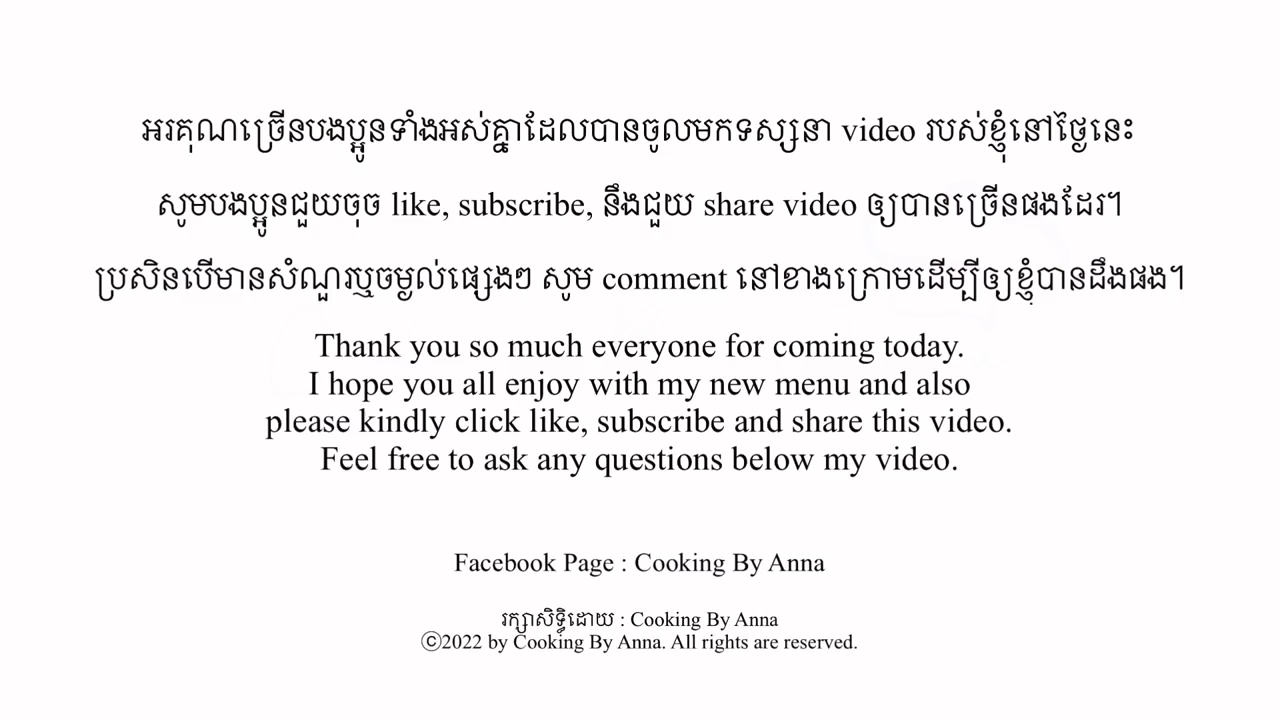 អរគុណច្រើនបងប្អូនទាំងអស់គ្នាដែលបានចូលមកទស្សនា video របស់ខ្ញុំនៅថ្ងៃនេះ
សូមបងប្អូនជួយចុច like, subscribe, នឹងជួយ share video ឲ្យបានច្រើនផងដែរ។
ប្រសិនបើមានសំណួរឬចម្ងល់ផ្សេងៗ សូម comment នៅខាងក្រោមដើម្បីឲ្យខ្ញុំបានដឹងផង។
Thank you so much everyone for coming today.
I hope you all enjoy with my new menu and also
please kindly click like, subscribe and share this video.
Feel free to ask any questions below my video.
Facebook Page : Cooking By Anna
រក្សាសិទ្ធិដោយ : Cooking By Anna
ⓒ2022 by Cooking By Anna. All rights are reserved.